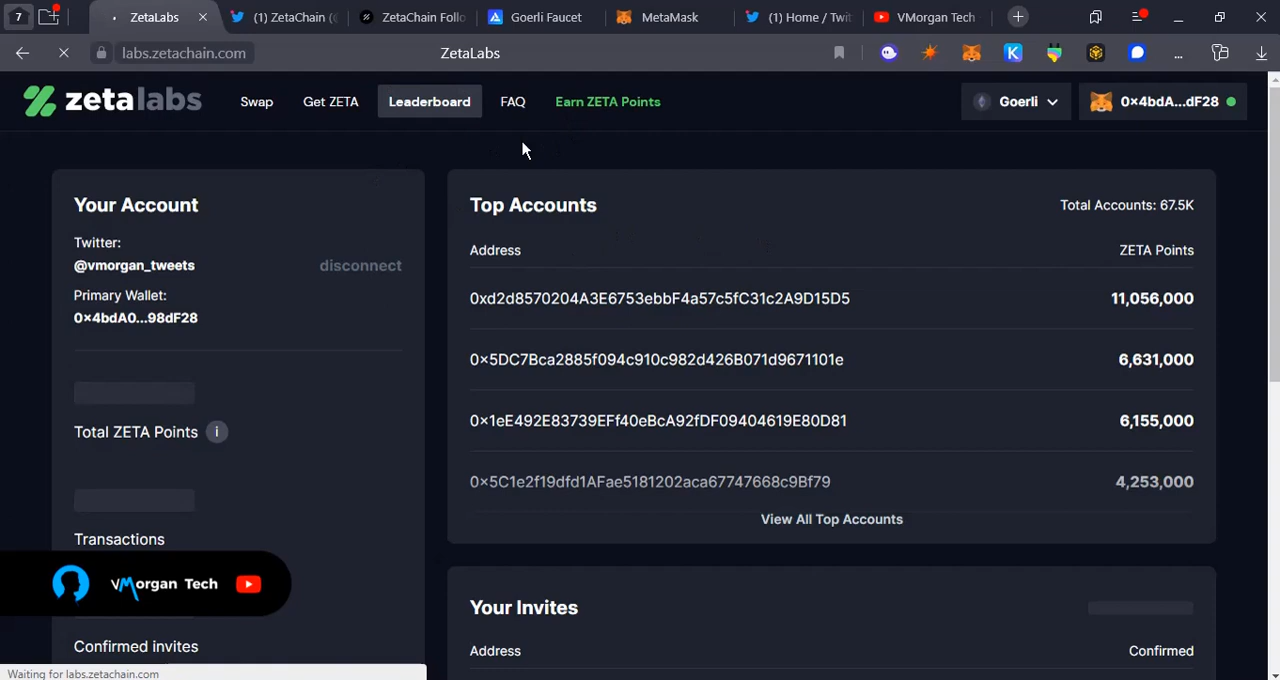 7
ZetaLabs
(1) ZetaChain (@
ZetaChain Follo
Goerli Faucet
MetaMask
(1) Home / Twit
VMorgan Tech
labs.zetachain.com
ZetaLabs
zetalabs
Swap
Get ZETA
Leaderboard
FAQ
Earn ZETA Points
Goerli
0×4bdA...dF28
Your Account
Twitter:
@vmorgan_tweets
disconnect
Primary Wallet:
0×4bdA0...98dF28
Total ZETA Points
i
Transactions
VMorgan Tech
Confirmed invites
Top Accounts
Total Accounts: 67.5K
Address
ZETA Points
0xd2d8570204A3E6753ebbF4a57c5fC31c2A9D15D5
11,056,000
0×5DC7Bca2885f094c910c982d426B071d9671101e
6,631,000
0×1eE492E83739EFf40eBcA92fDF09404619E80D81
6,155,000
0×5C1e2f19dfd1AFae5181202aca67747668c9Bf79
4,253,000
View All Top Accounts
Your Invites
Address
Confirmed
Waiting for labs.zetachain.com